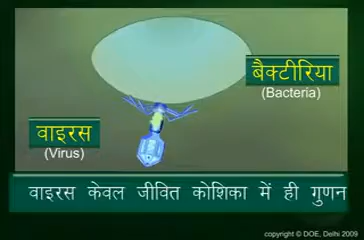 बैक्टीरिया
(Bacteria)
वाइरस
(Virus)
वाइरस केवल जीवित कोशिका में ही गुणन
copyright © DOE, Delhi 2009